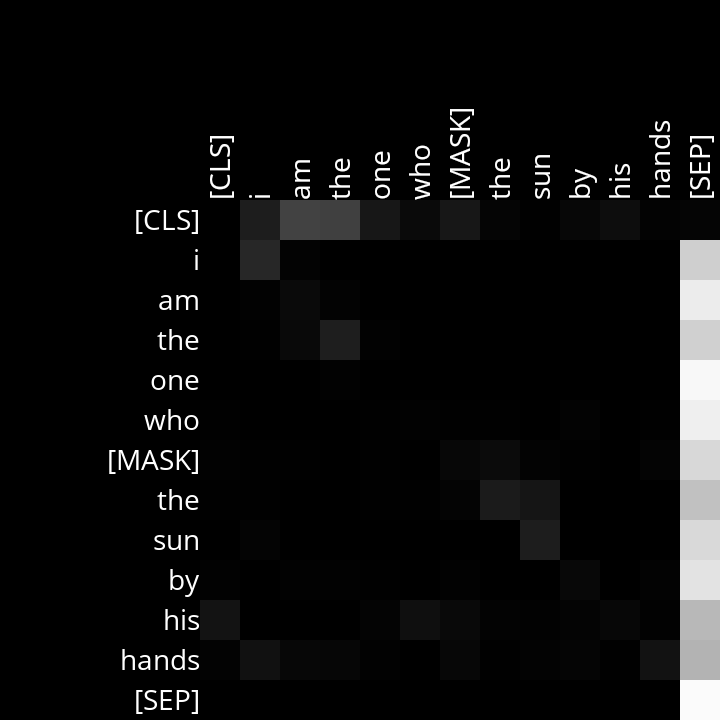 [CLS] i am the one who [MASK] the sun by his hands [SEP]
[CLS]
i
am
the
one
who
[MASK]
the
sun
by
his
hands
[SEP]